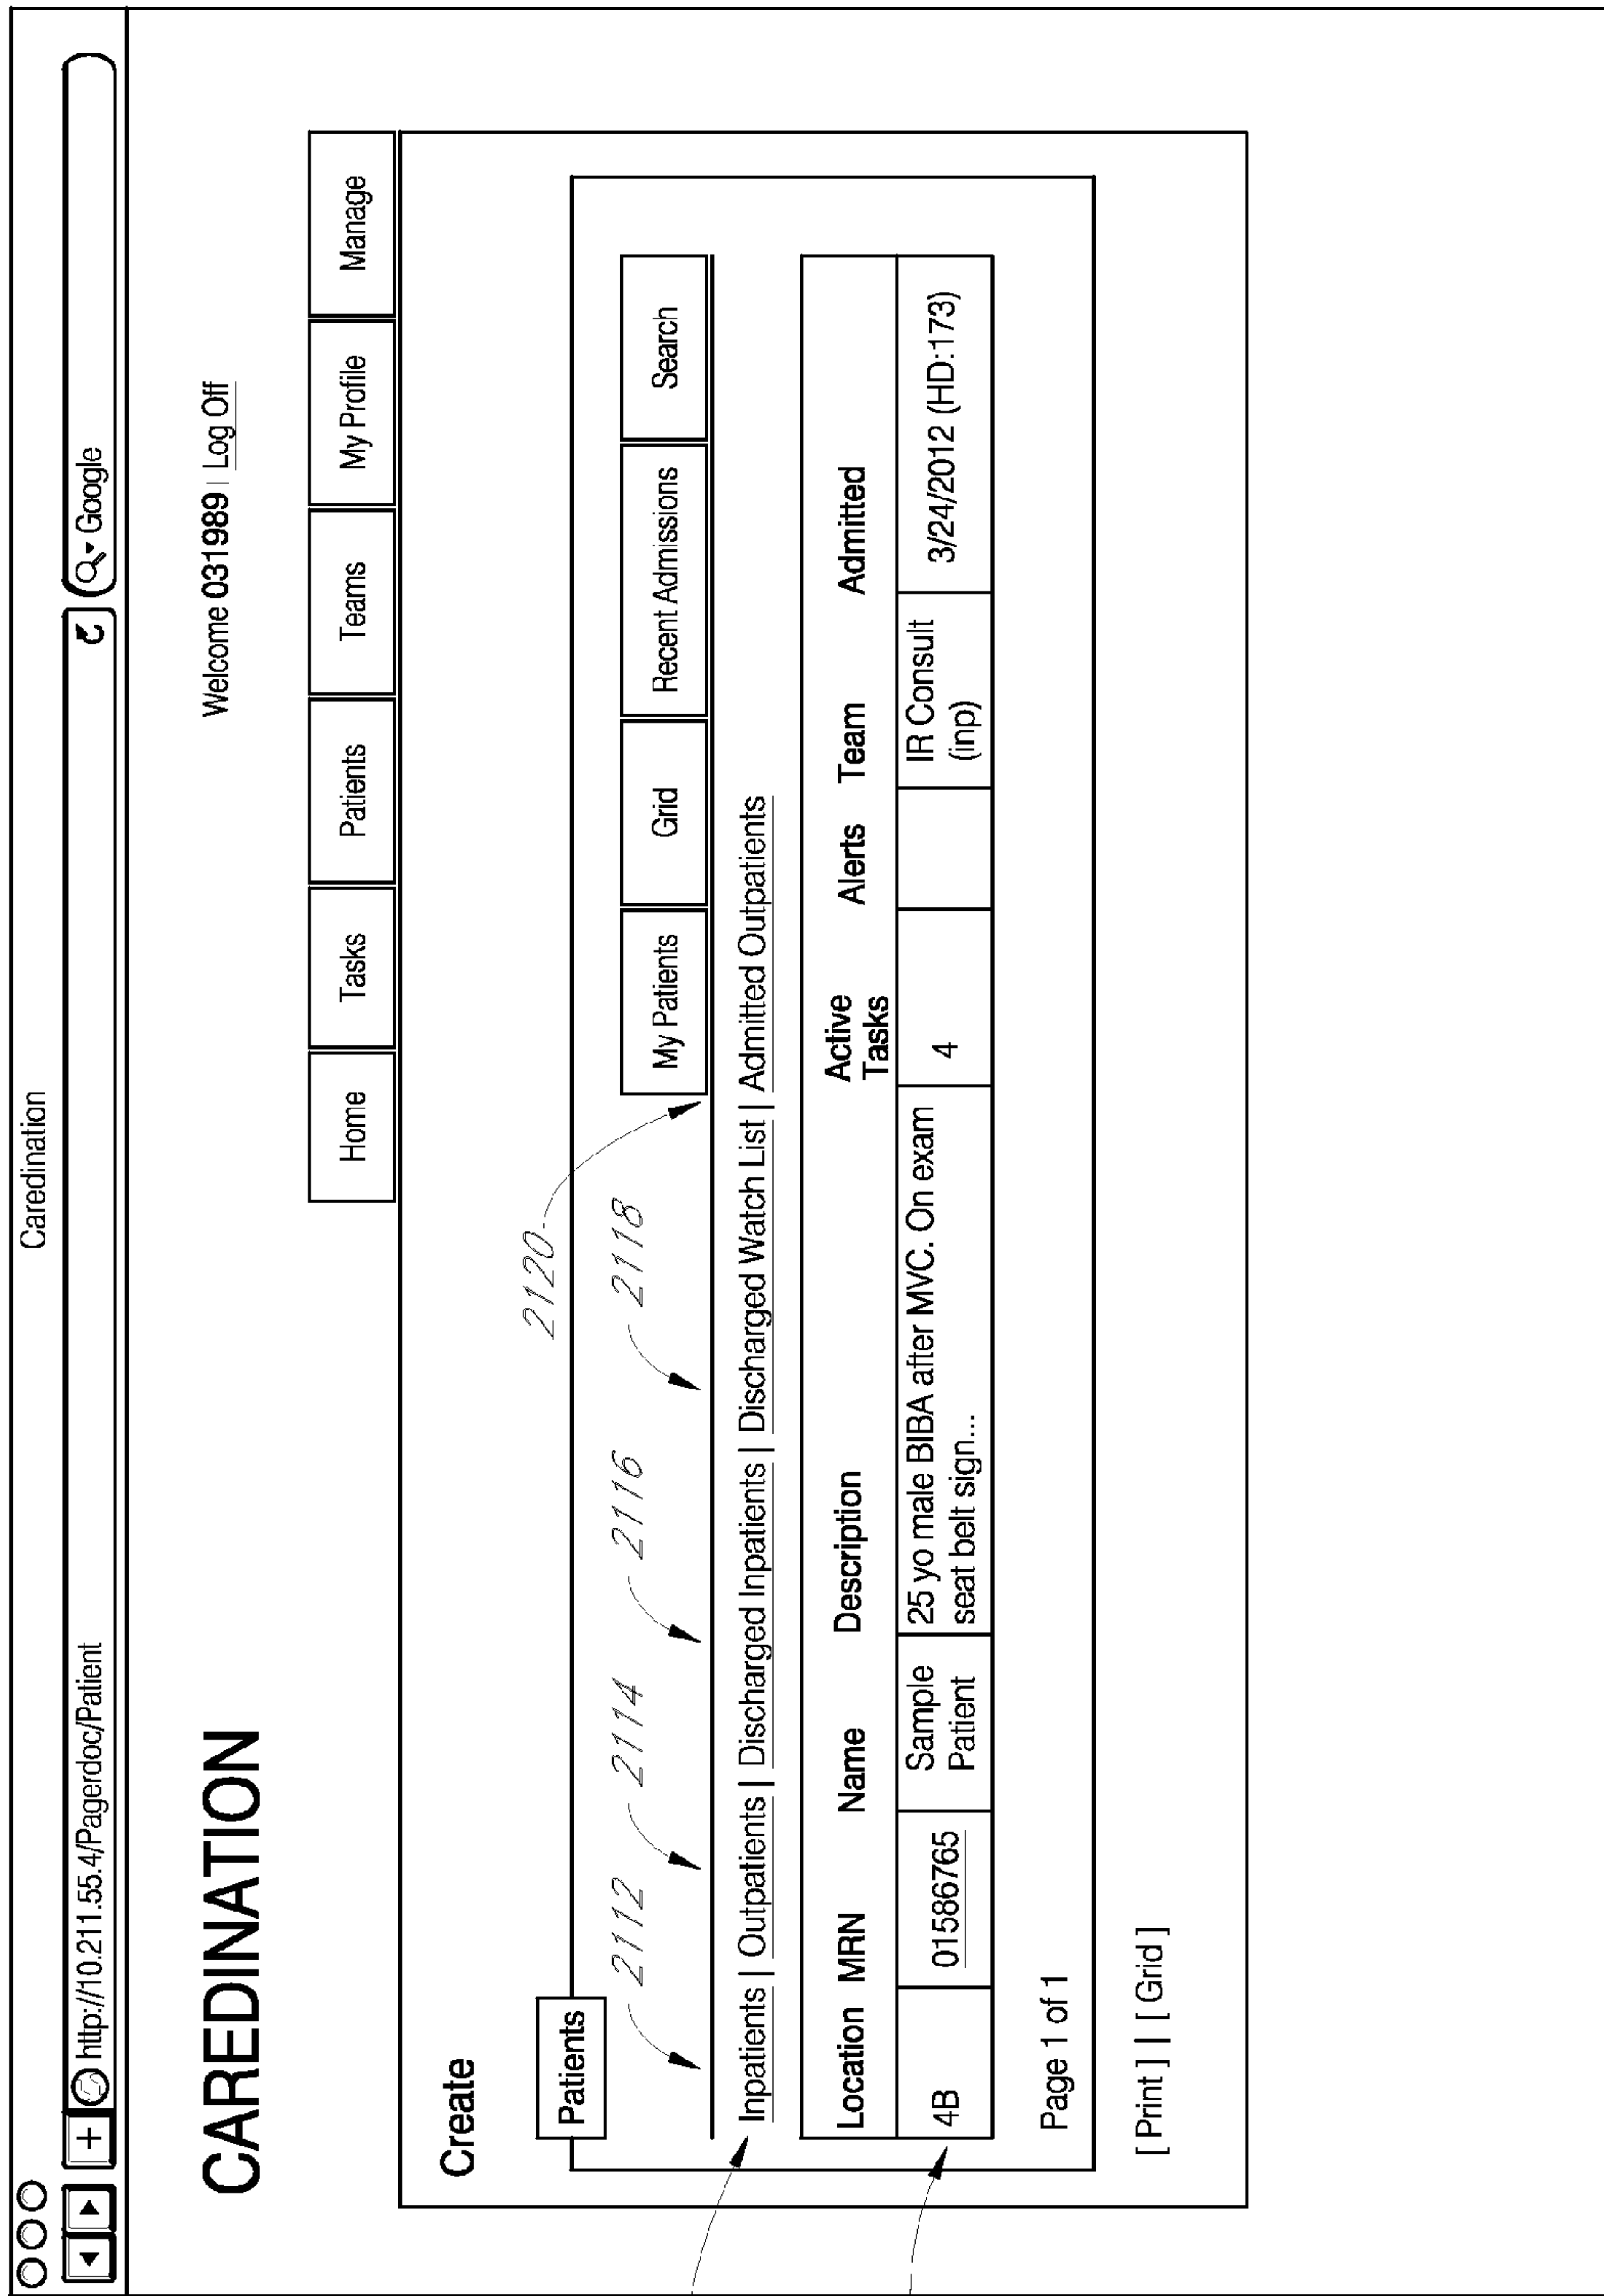 Caredination
+ http://10.211.55.4/Pagerdoc/Patient Google
CAREDINATION
Welcome 031989 | Log Off
Home Tasks Patients Teams My Profile Manage
Create
2120
Patients
2112 2114 2116 2118
My Patients Grid Recent Admissions Search
Inpatients | Outpatients | Discharged Inpatients | Discharged Watch List | Admitted Outpatients
Location MRN Name Description Active Tasks Alerts Team Admitted
4B 01586765 Sample Patient 25 yo male BIBA after MVC. On exam seat belt sign... 4 IR Consult (inp) 3/24/2012 (HD:173)
Page 1 of 1
[ Print ] | [ Grid ]